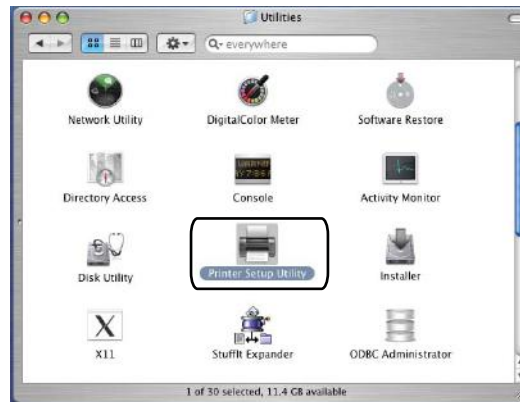 Utilities
everywhere
Network Utility DigitalColor Meter Software Restore
Directory Access Console Activity Monitor
Disk Utility Printer Setup Utility Installer
X11 StuffIt Expander ODBC Administrator
1 of 30 selected, 11.4 GB available